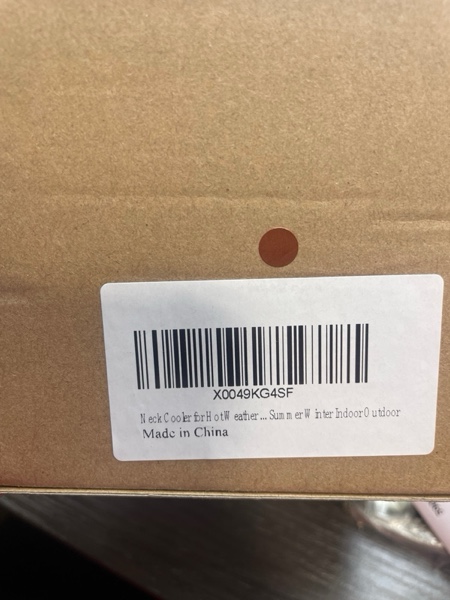 X0049KG4SF
Neck Cooler for Hot Weather... Summer Winter Indoor Outdoor
Made in China